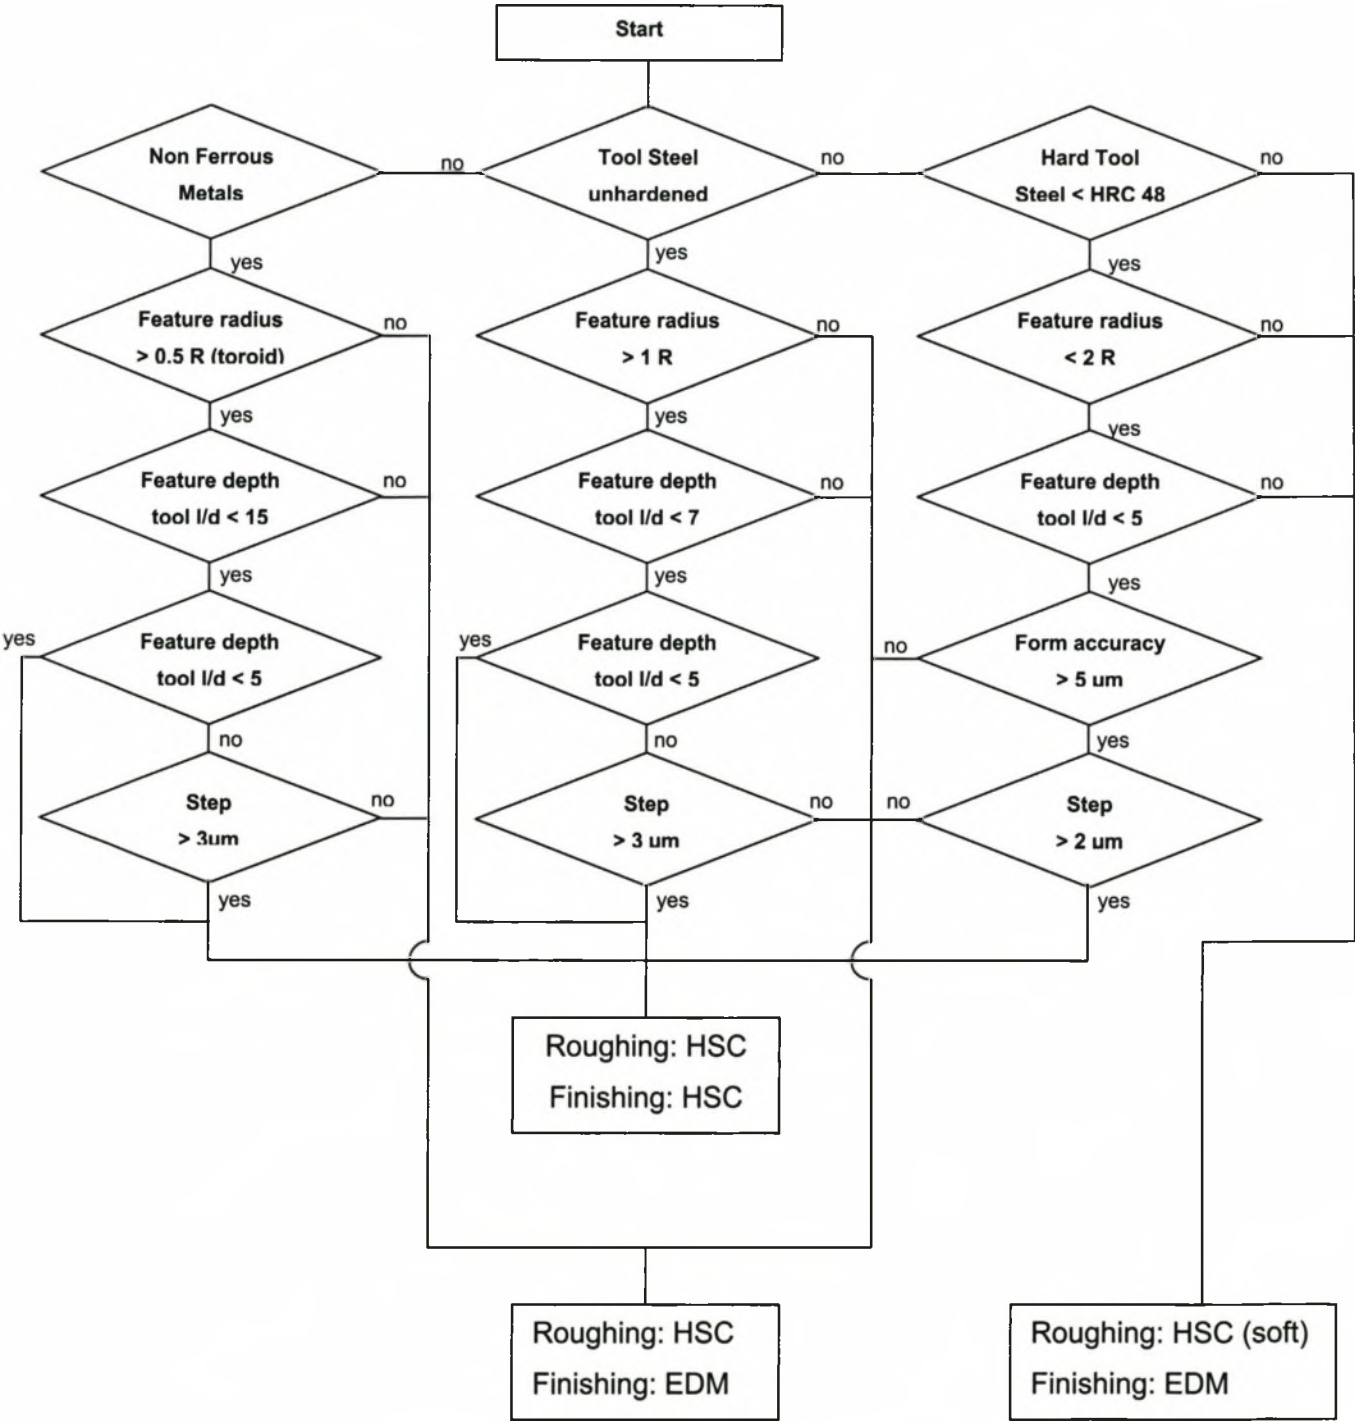 Start
Non Ferrous
Metals
no
Tool Steel
unhardened
no
Hard Tool
Steel < HRC 48
no
yes
yes
yes
Feature radius
> 0.5 R (toroid)
no
Feature radius
> 1 R
no
Feature radius
< 2 R
no
yes
yes
yes
Feature depth
tool l/d < 15
no
Feature depth
tool l/d < 7
no
Feature depth
tool l/d < 5
no
yes
yes
yes
yes
Feature depth
tool l/d < 5
yes
Feature depth
tool l/d < 5
no
Form accuracy
> 5 um
no
no
yes
Step
> 3um
no
Step
> 3 um
no
no
Step
> 2 um
yes
yes
yes
Roughing: HSC
Finishing: HSC
Roughing: HSC
Finishing: EDM
Roughing: HSC (soft)
Finishing: EDM